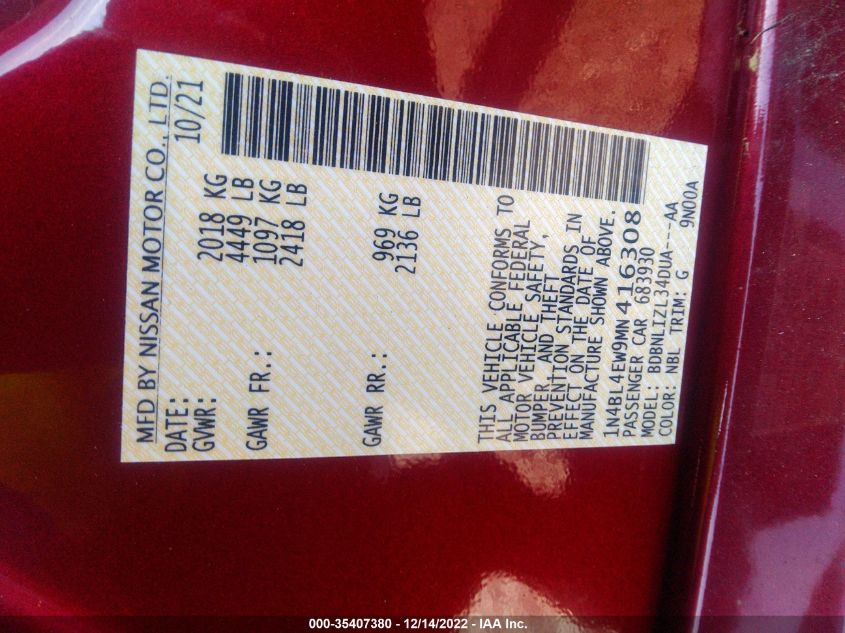 MFD BY NISSAN MOTOR CO., LTD.
DATE: 10/21
GVWR: 2018 KG
4449 LB
GAWR FR.: 1097 KG
2418 LB
GAWR RR.: 969 KG
2136 LB
THIS VEHICLE CONFORMS TO
ALL APPLICABLE FEDERAL
MOTOR VEHICLE SAFETY,
BUMPER, AND THEFT
PREVENTION STANDARDS IN
EFFECT ON THE DATE OF
MANUFACTURE SHOWN ABOVE.
1N4BL4EW9MN416308
PASSENGER CAR 683930
MODEL: BDBNLIZL34DUA---AA
COLOR: NBL TRIM: G 9N00A
000-35407380 - 12/14/2022 - IAA Inc.